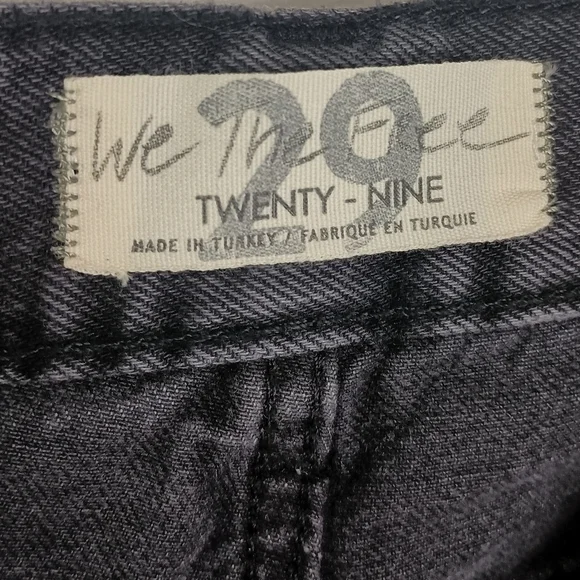 29
We The Free
TWENTY - NINE
MADE IN TURKEY / FABRIQUE EN TURQUIE